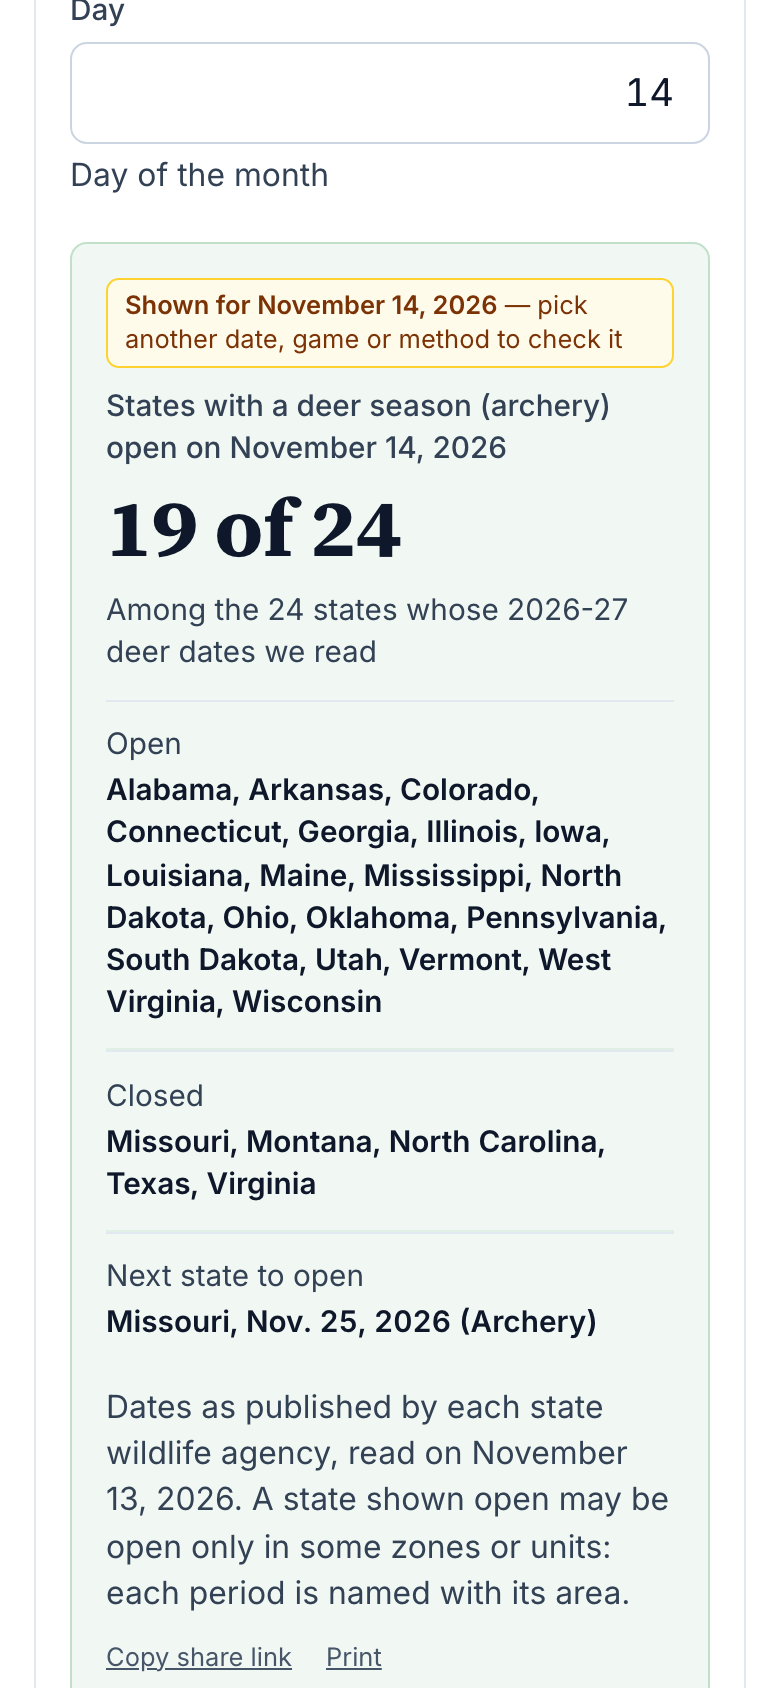 Day
14
Day of the month
Shown for November 14, 2026 — pick
another date, game or method to check it
States with a deer season (archery)
open on November 14, 2026
19 of 24
Among the 24 states whose 2026-27
deer dates we read
Open
Alabama, Arkansas, Colorado,
Connecticut, Georgia, Illinois, Iowa,
Louisiana, Maine, Mississippi, North
Dakota, Ohio, Oklahoma, Pennsylvania,
South Dakota, Utah, Vermont, West
Virginia, Wisconsin
Closed
Missouri, Montana, North Carolina,
Texas, Virginia
Next state to open
Missouri, Nov. 25, 2026 (Archery)
Dates as published by each state
wildlife agency, read on November
13, 2026. A state shown open may be
open only in some zones or units:
each period is named with its area.
Copy share link Print